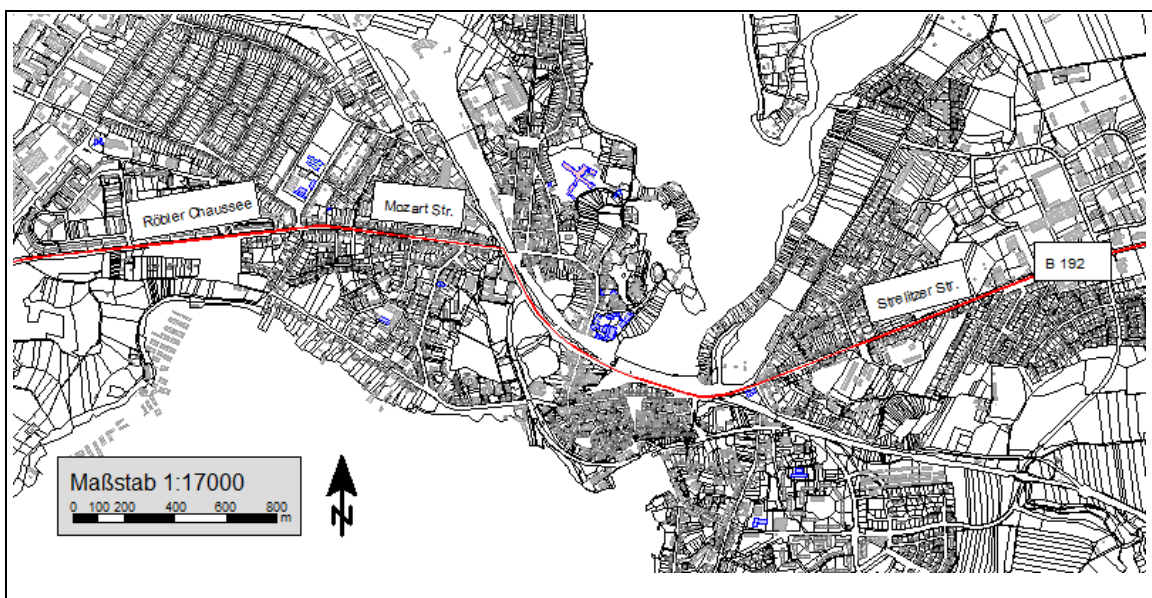 Röbler Chaussee
Mozart Str.
B 192
Strelitzer Str.
Maßstab 1:17000
0 100 200 400 600 800
m
N